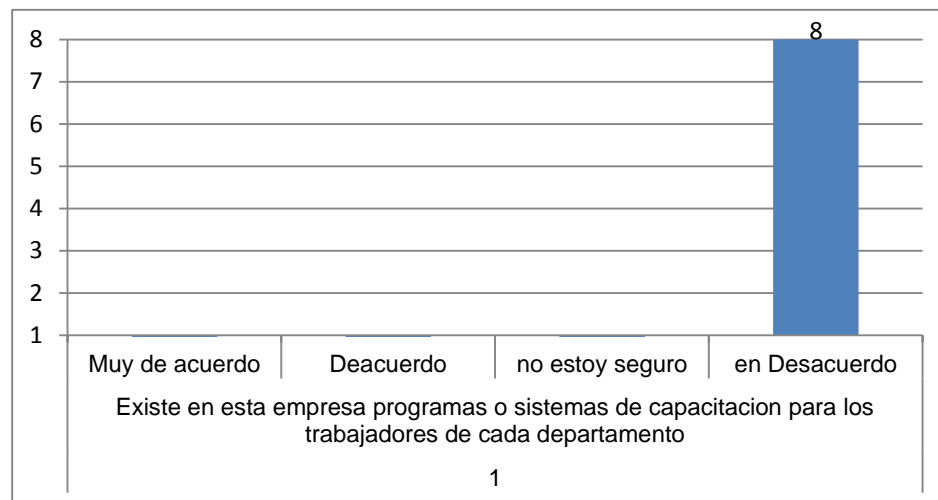 8
8
7
6
5
4
3
2
1
Muy de acuerdo
Deacuerdo
no estoy seguro
en Desacuerdo
Existe en esta empresa programas o sistemas de capacitacion para los
trabajadores de cada departamento
1